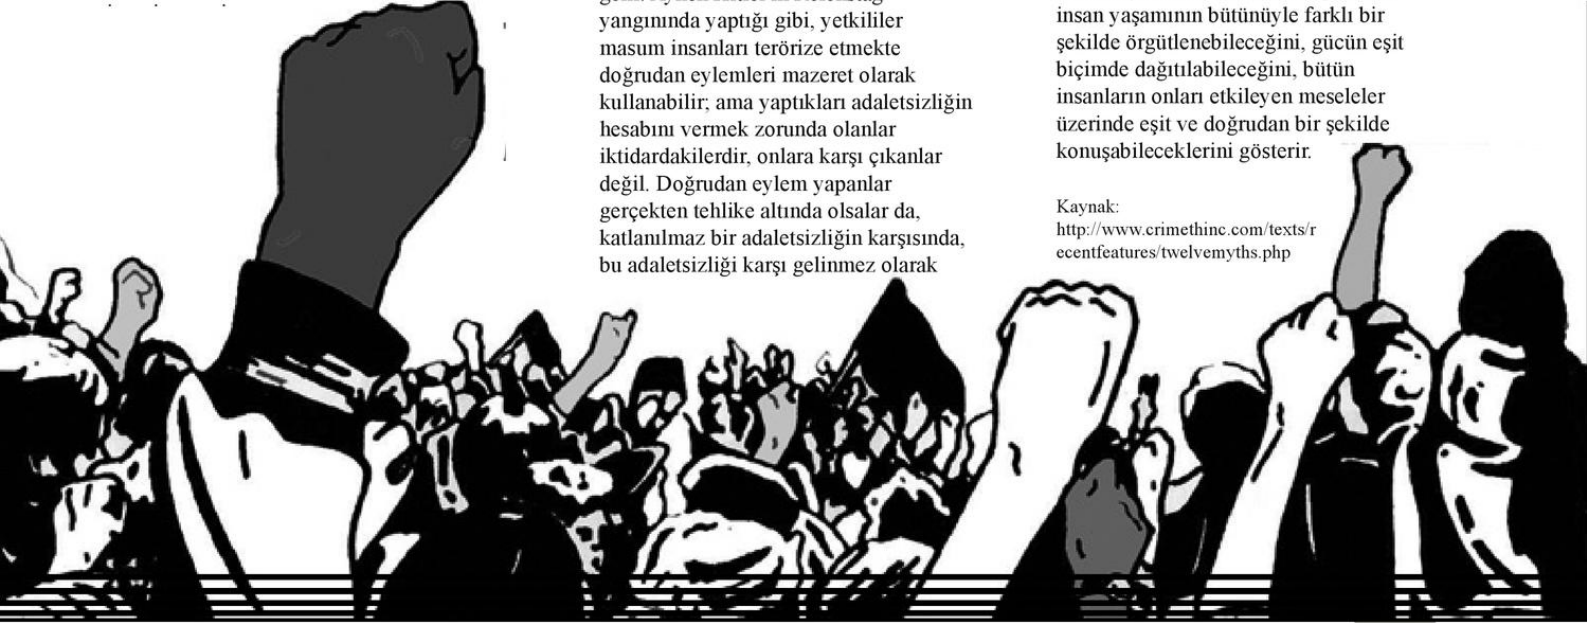 yangınında yaptığı gibi, yetkililer
masum insanları terörize etmekte
doğrudan eylemleri mazeret olarak
kullanabilir; ama yaptıkları adaletsizliğin
hesabını vermek zorunda olanlar
iktidardakilerdir, onlara karşı çıkanlar
değil. Doğrudan eylem yapanlar
gerçekten tehlike altında olsalar da,
katlanılmaz bir adaletsizliğin karşısında,
bu adaletsizliği karşı gelinmez olarak
insan yaşamının bütünüyle farklı bir
şekilde örgütlenebileceğini, gücün eşit
biçimde dağıtılabileceğini, bütün
insanların onları etkileyen meseleler
üzerinde eşit ve doğrudan bir şekilde
konuşabileceklerini gösterir.
Kaynak:
http://www.crimethinc.com/texts/r
ecentfeatures/twelvemyths.php